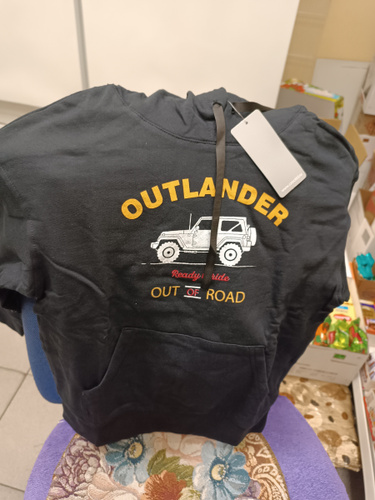 OUTLANDER
Ready to ride
OUT OF ROAD